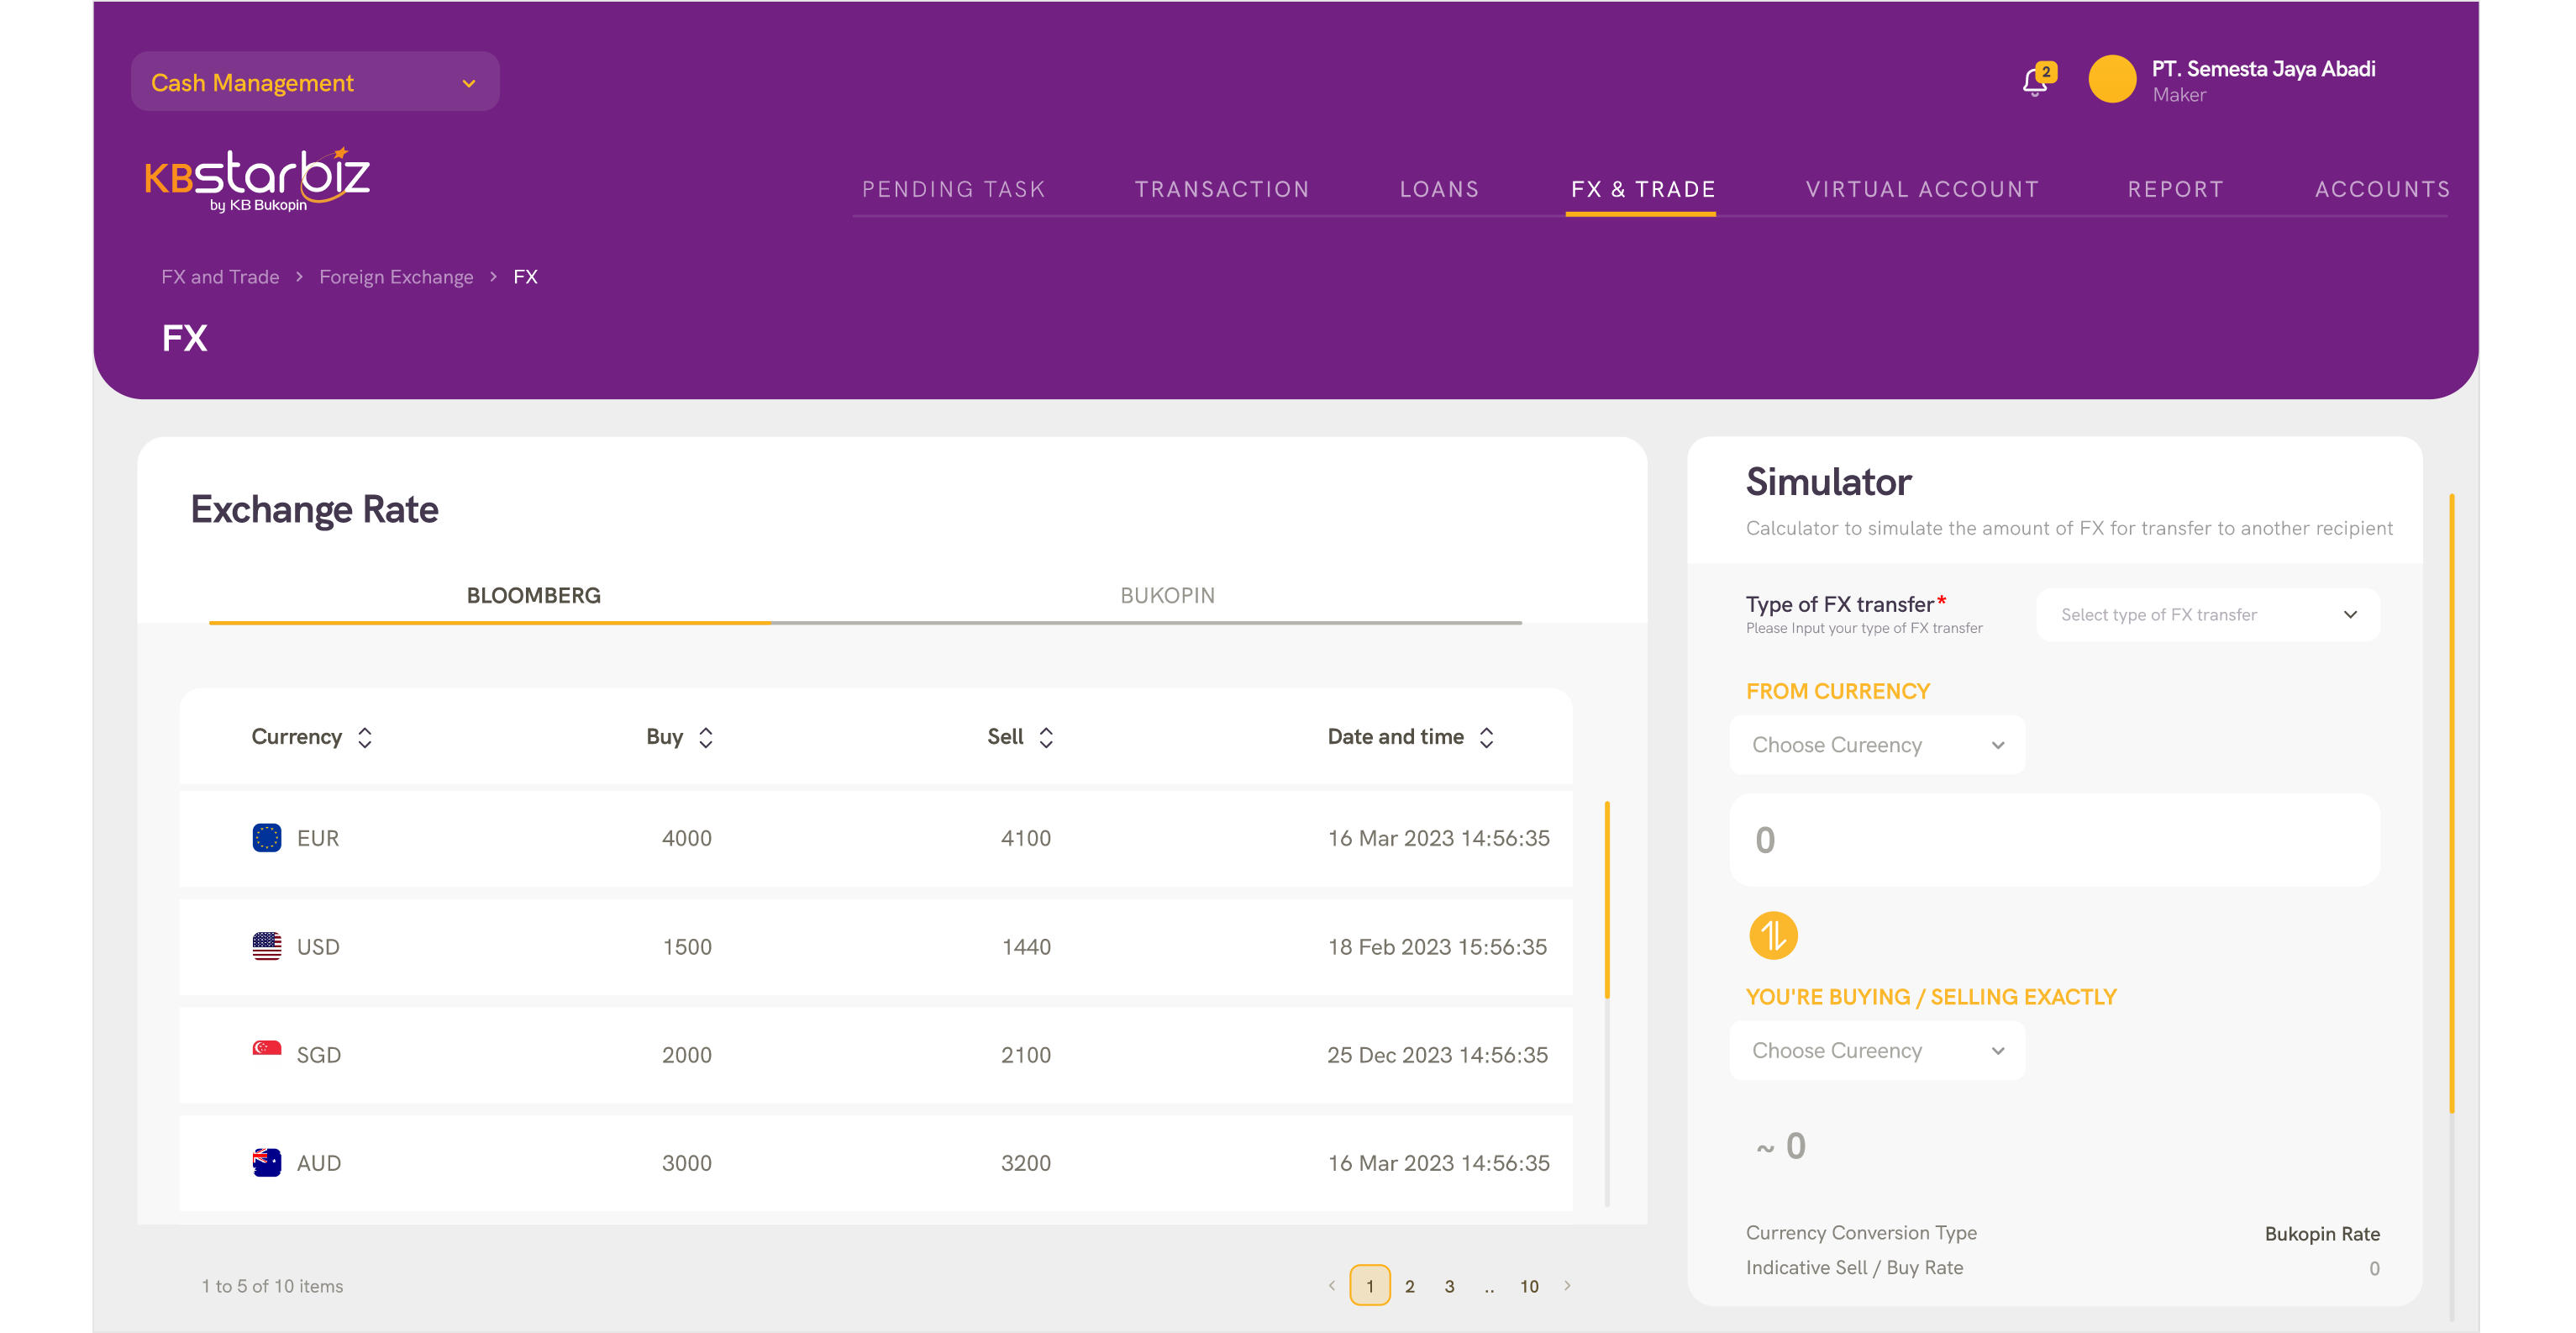 Cash Management
2
PT. Semesta Jaya Abadi
Maker
KBstarbiz
by KB Bukopin
PENDING TASK TRANSACTION LOANS FX & TRADE VIRTUAL ACCOUNT REPORT ACCOUNTS
FX and Trade > Foreign Exchange > FX
FX
Exchange Rate
BLOOMBERG BUKOPIN
Currency Buy Sell Date and time
EUR 4000 4100 16 Mar 2023 14:56:35
USD 1500 1440 18 Feb 2023 15:56:35
SGD 2000 2100 25 Dec 2023 14:56:35
AUD 3000 3200 16 Mar 2023 14:56:35
1 to 5 of 10 items
< 1 2 3 .. 10 >
Simulator
Calculator to simulate the amount of FX for transfer to another recipient
Type of FX transfer*
Please Input your type of FX transfer
Select type of FX transfer
FROM CURRENCY
Choose Cureency
0
YOU'RE BUYING / SELLING EXACTLY
Choose Cureency
~ 0
Currency Conversion Type Bukopin Rate
Indicative Sell / Buy Rate 0